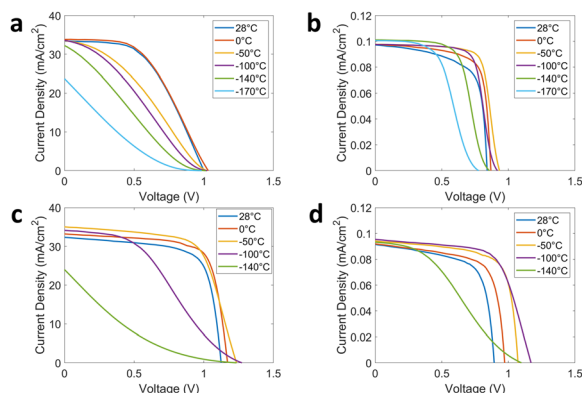 a
Current Density (mA/cm²)
40
30
20
10
0
0
0.5
1
1.5
Voltage (V)
28°C
0°C
-50°C
-100°C
-140°C
-170°C
b
Current Density (mA/cm²)
0.12
0.1
0.08
0.06
0.04
0.02
0
0
0.5
1
1.5
Voltage (V)
28°C
0°C
-50°C
-100°C
-140°C
-170°C
c
Current Density (mA/cm²)
40
30
20
10
0
0
0.5
1
1.5
Voltage (V)
28°C
0°C
-50°C
-100°C
-140°C
d
Current Density (mA/cm²)
0.12
0.1
0.08
0.06
0.04
0.02
0
0
0.5
1
1.5
Voltage (V)
28°C
0°C
-50°C
-100°C
-140°C